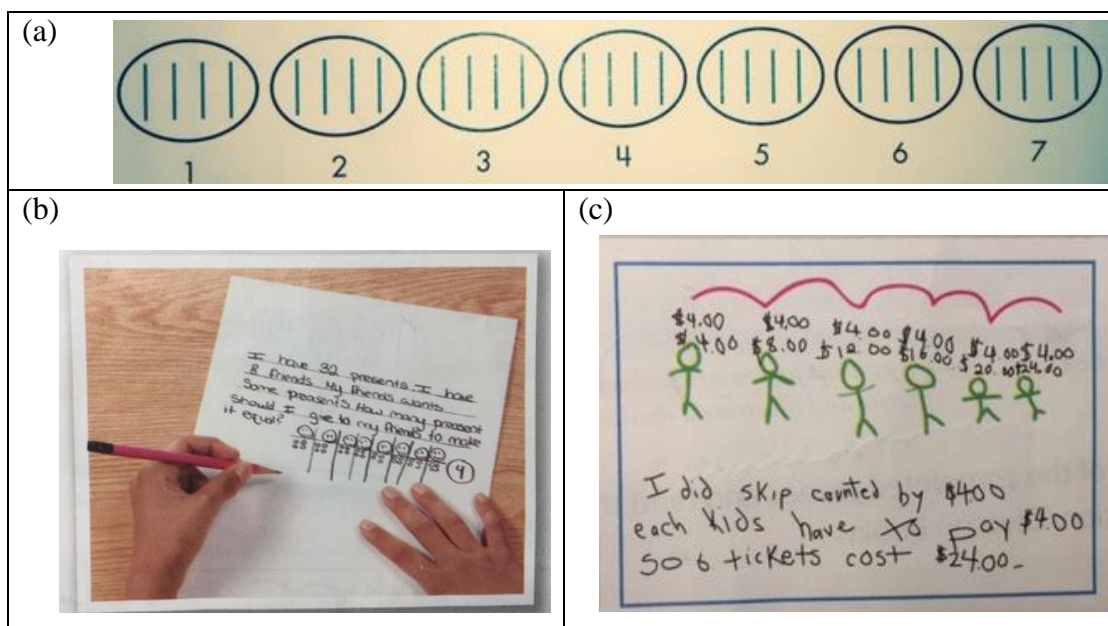 (a)
1 2 3 4 5 6 7
(b)
I have 32 presents. I have
8 friends My friends wants
Some preasents How many preasent
should I give to my friends to make
it equal?
4
(c)
$4.00 $4.00 $4.00 $4.00 $4.00 $4.00
$4.00 $8.00 $12.00 $16.00 $20.00 $24.00
I did skip counted by $400
each kids have to pay $4.00
so 6 tickets cost $24.00-